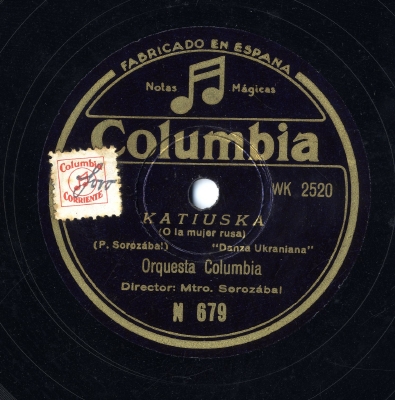 FABRICADO EN ESPANA
Notas Mágicas
Columbia
WK 2520
Columbia
CORRIENTE
KATIUSKA
(O la mujer rusa)
(P. Sorozábal) "Danza Ukraniana"
Orquesta Columbia
Director: Mtro. Sorozábal
N 679